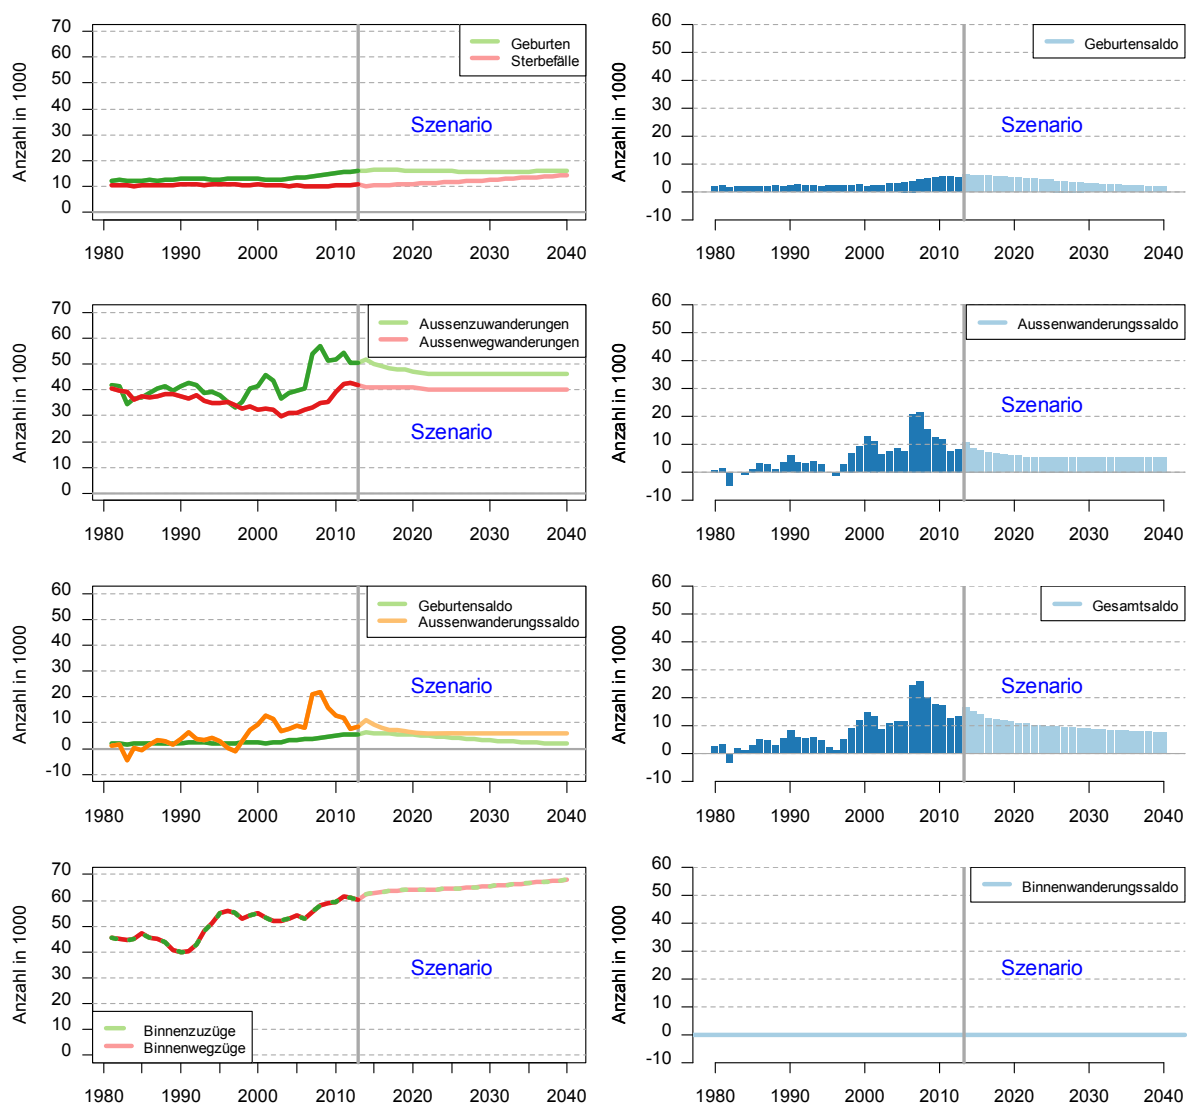 Anzahl in 1000
70
60
50
40
30
20
10
0
Geburten
Sterbefälle
Szenario
1980 1990 2000 2010 2020 2030 2040
Anzahl in 1000
60
50
40
30
20
10
0
-10
Geburtensaldo
Szenario
1980 1990 2000 2010 2020 2030 2040
Anzahl in 1000
70
60
50
40
30
20
10
0
Aussenzuwanderungen
Aussenwegwanderungen
Szenario
1980 1990 2000 2010 2020 2030 2040
Anzahl in 1000
60
50
40
30
20
10
0
-10
Aussenwanderungssaldo
Szenario
1980 1990 2000 2010 2020 2030 2040
Anzahl in 1000
60
50
40
30
20
10
0
-10
Geburtensaldo
Aussenwanderungssaldo
Szenario
1980 1990 2000 2010 2020 2030 2040
Anzahl in 1000
60
50
40
30
20
10
0
-10
Gesamtsaldo
Szenario
1980 1990 2000 2010 2020 2030 2040
Anzahl in 1000
70
60
50
40
30
20
10
0
Szenario
Binnenzuzüge
Binnenwegzüge
1980 1990 2000 2010 2020 2030 2040
Anzahl in 1000
60
50
40
30
20
10
0
-10
Binnenwanderungssaldo
Szenario
1980 1990 2000 2010 2020 2030 2040